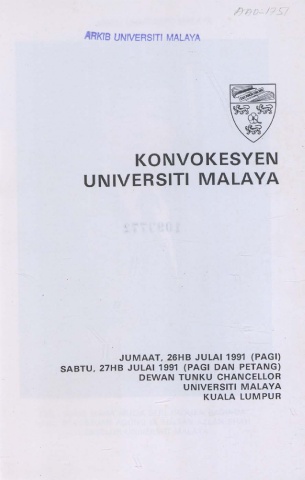 ARKIB UNIVERSITI MALAYA
KONVOKESYEN
UNIVERSITI MALAYA
JUMAAT, 26HB JULAI 1991 (PAGI)
SABTU, 27HB JULAI 1991 (PAGI DAN PETANG)
DEWAN TUNKU CHANCELLOR
UNIVERSITI MALAYA
KUALA LUMPUR